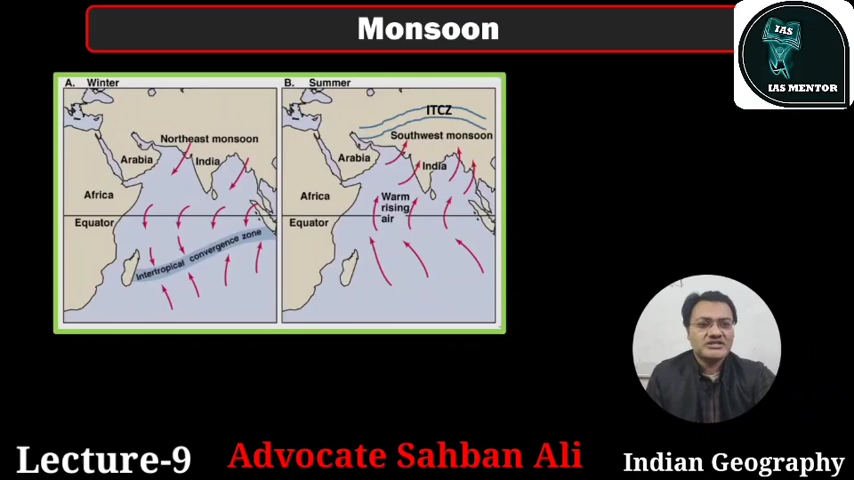 Monsoon
IAS
IAS MENTOR
A. Winter
Northeast monsoon
Arabia
India
Africa
Equator
Intertropical convergence zone
B. Summer
ITCZ
Southwest monsoon
Arabia
India
Africa
Warm
rising
air
Equator
Lecture-9
Advocate Sahban Ali
Indian Geography